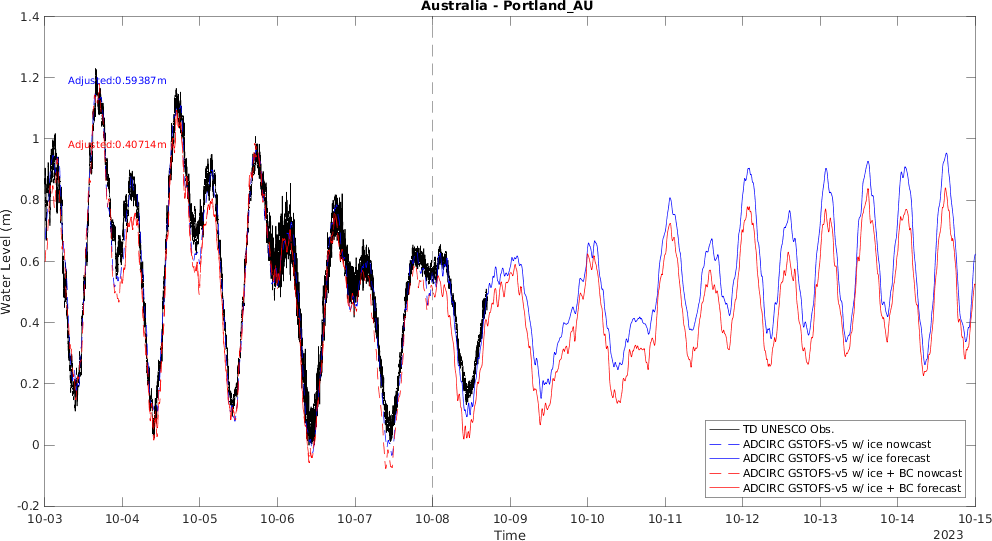 Australia - Portland_AU
1.4
1.2
1
0.8
0.6
0.4
0.2
0
-0.2
Water Level (m)
Adjusted:0.59387m
Adjusted:0.40714m
TD UNESCO Obs.
ADCIRC GSTOFS-v5 w/ ice nowcast
ADCIRC GSTOFS-v5 w/ ice forecast
ADCIRC GSTOFS-v5 w/ ice + BC nowcast
ADCIRC GSTOFS-v5 w/ ice + BC forecast
10-03 10-04 10-05 10-06 10-07 10-08 10-09 10-10 10-11 10-12 10-13 10-14 10-15
Time
2023